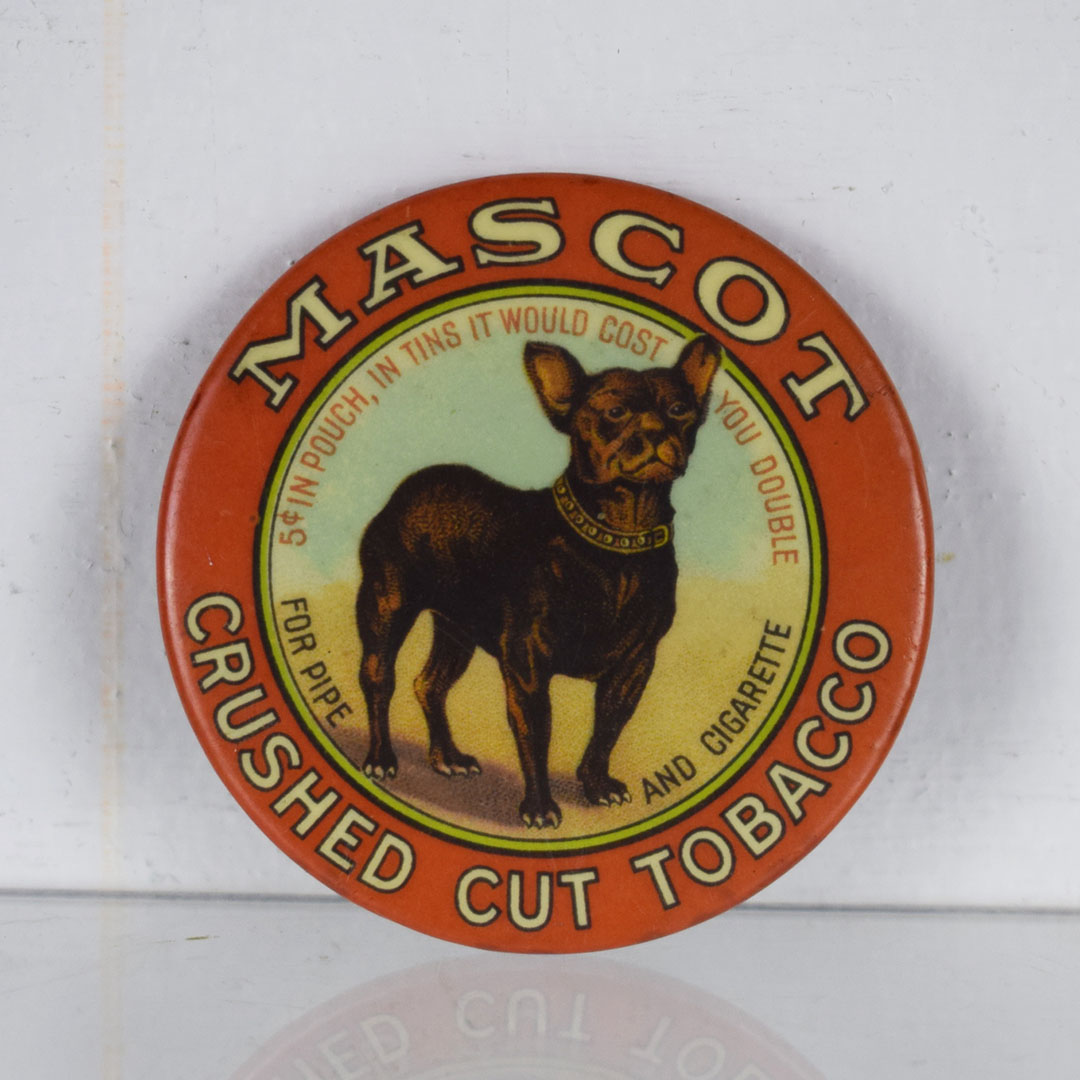 MASCOT
5¢ IN POUCH, IN TINS IT WOULD COST YOU DOUBLE
FOR PIPE AND CIGARETTE
CRUSHED CUT TOBACCO